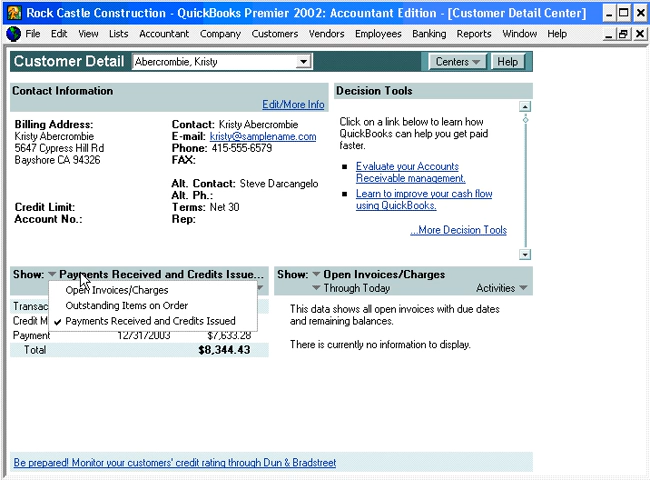 Rock Castle Construction - QuickBooks Premier 2002: Accountant Edition - [Customer Detail Center]
File Edit View Lists Accountant Company Customers Vendors Employees Banking Reports Window Help
Customer Detail Abercrombie, Kristy Centers Help
Contact Information
Edit/More Info
Billing Address:
Kristy Abercrombie
5647 Cypress Hill Rd
Bayshore CA 94326
Credit Limit:
Account No.:
Contact: Kristy Abercrombie
E-mail: kristy@samplename.com
Phone: 415-555-6579
FAX:
Alt. Contact: Steve Darcangelo
Alt. Ph.:
Terms: Net 30
Rep:
Decision Tools
Click on a link below to learn how
QuickBooks can help you get paid
faster.
Evaluate your Accounts
Receivable management.
Learn to improve your cash flow
using QuickBooks.
...More Decision Tools
Show: Payments Received and Credits Issue...
Open Invoices/Charges
Outstanding Items on Order
Payments Received and Credits Issued
Transac
Credit M
Payment $7,633.28
Total $8,344.43
Show: Open Invoices/Charges
Through Today Activities
This data shows all open invoices with due dates
and remaining balances.
There is currently no information to display.
Be prepared! Monitor your customers' credit rating through Dun & Bradstreet